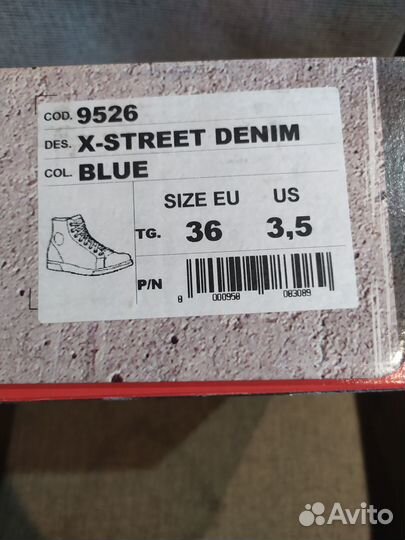 COD. 9526
DES. X-STREET DENIM
COL. BLUE
SIZE EU US
TG. 36 3,5
P/N
8 000958 083089
Avito